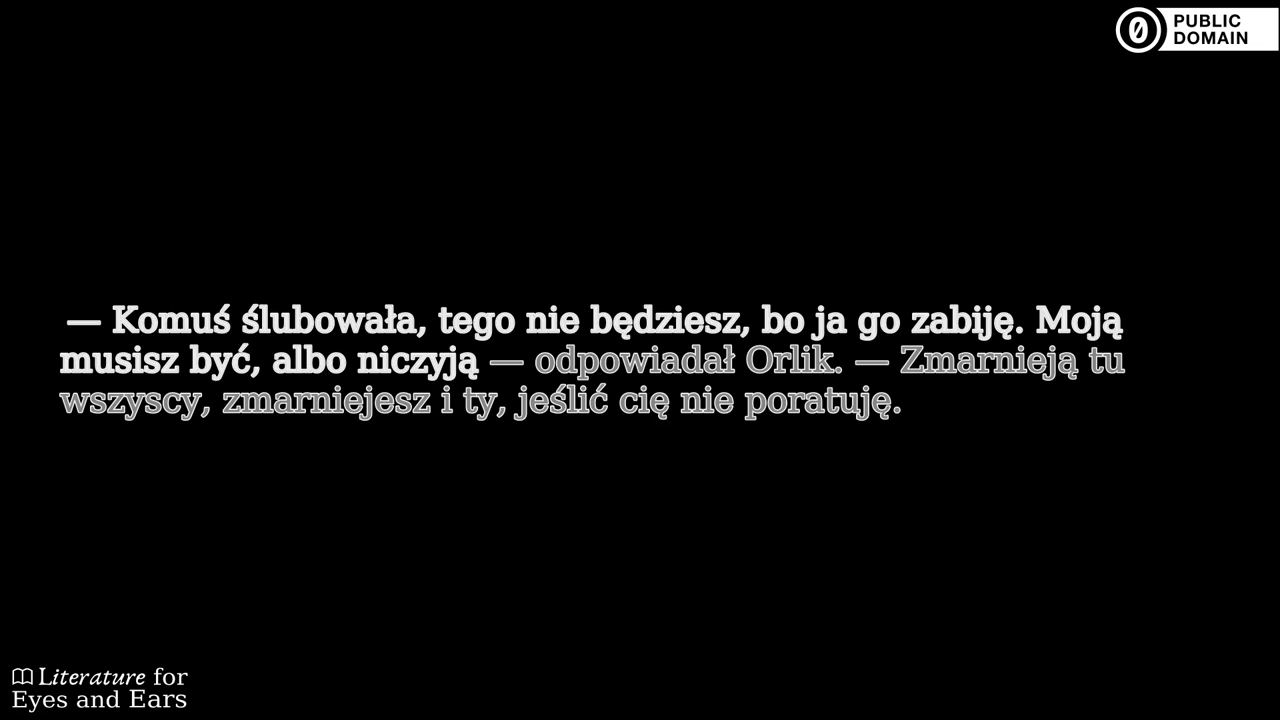 PUBLIC
DOMAIN
— Komuś ślubowała, tego nie będziesz, bo ja go zabiję. Moją
musisz być, albo niczyją — odpowiadał Orlik. — Zmarnieją tu
wszyscy, zmarniejesz i ty, jeślić cię nie poratuję.
Literature for
Eyes and Ears